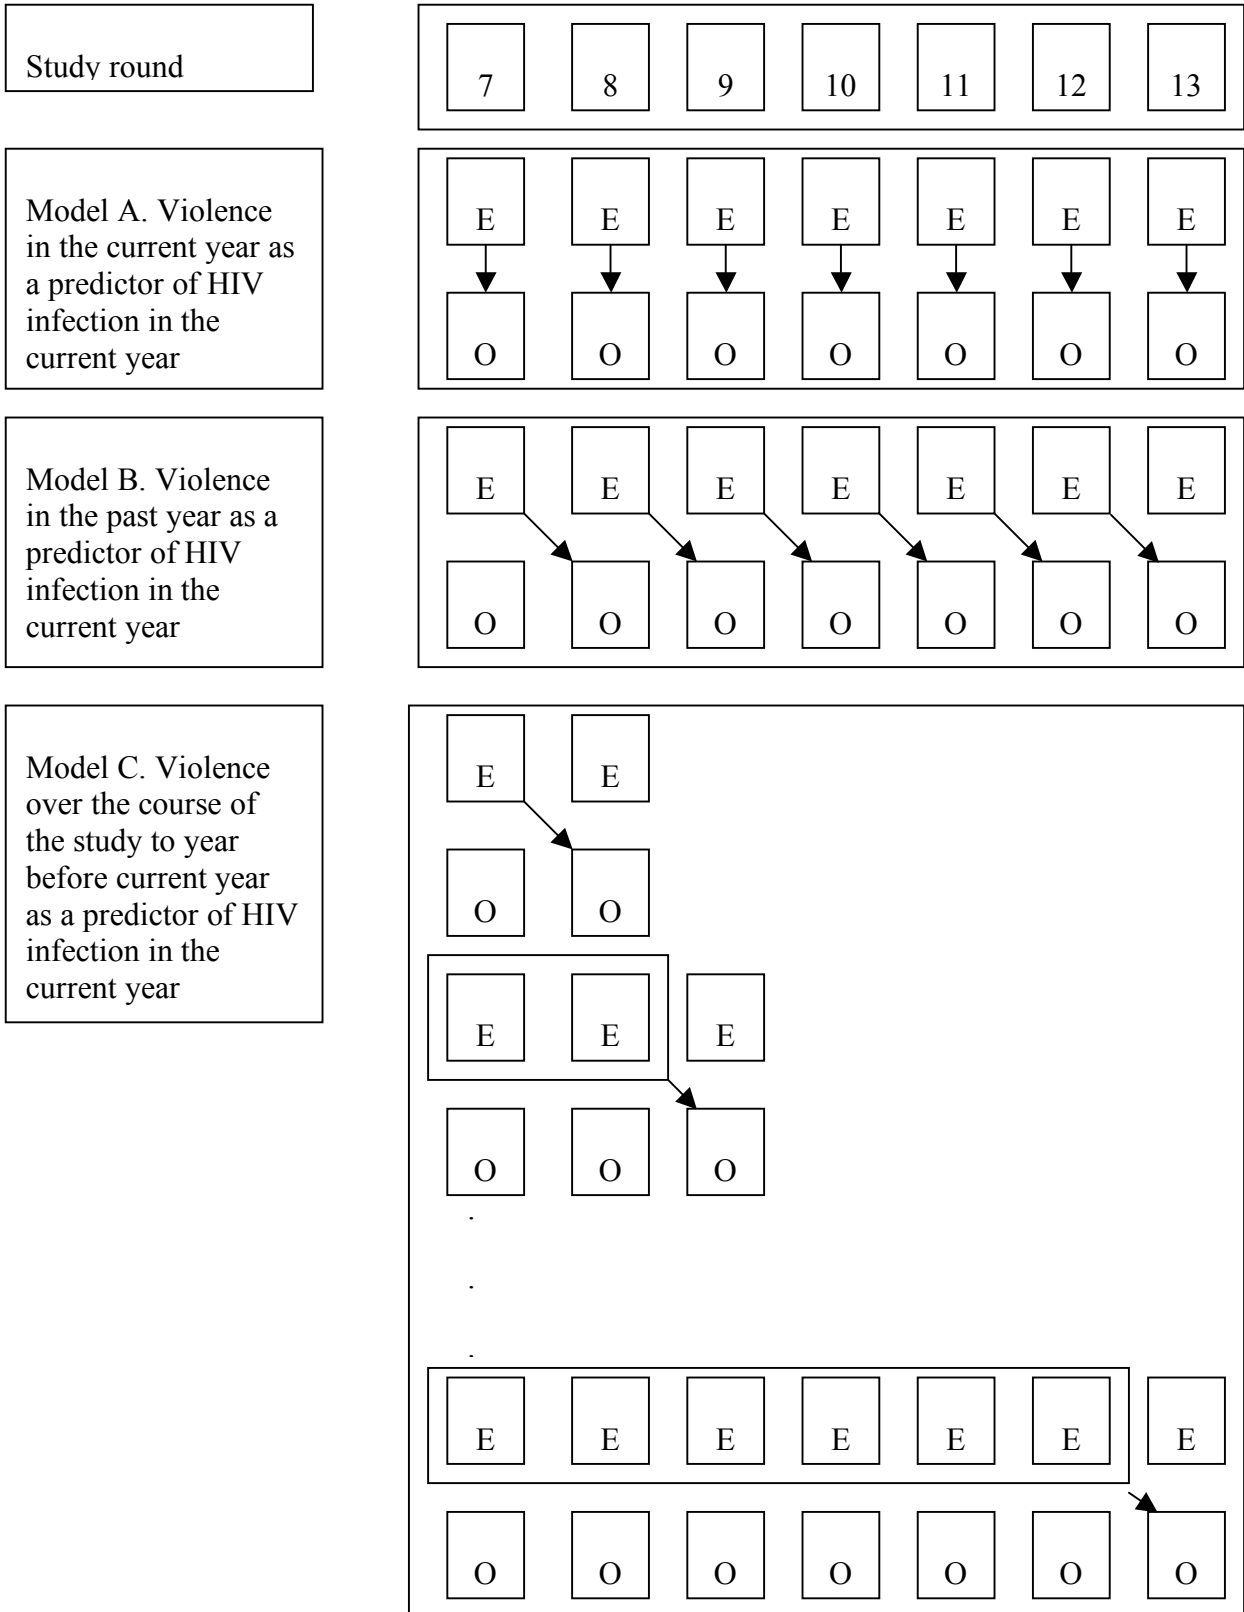 Study round
7 8 9 10 11 12 13
Model A. Violence
in the current year as
a predictor of HIV
infection in the
current year
E E E E E E E
O O O O O O O
Model B. Violence
in the past year as a
predictor of HIV
infection in the
current year
E E E E E E E
O O O O O O O
Model C. Violence
over the course of
the study to year
before current year
as a predictor of HIV
infection in the
current year
E E
O O
E E E
O O O
.
.
.
E E E E E E E
O O O O O O O